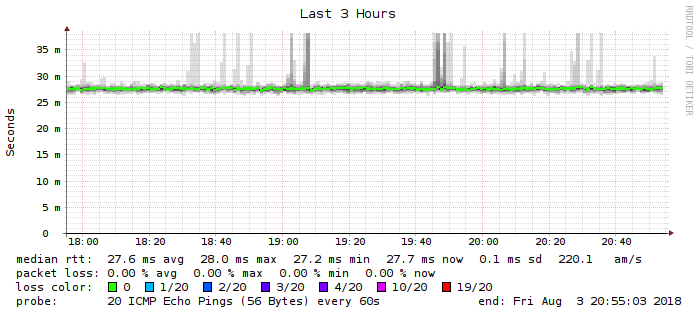 Last 3 Hours
RRDTOOL / TOBI OETIKER
Seconds
35 m
30 m
25 m
20 m
15 m
10 m
5 m
0
18:00 18:20 18:40 19:00 19:20 19:40 20:00 20:20 20:40
median rtt: 27.6 ms avg 28.0 ms max 27.2 ms min 27.7 ms now 0.1 ms sd 220.1 am/s
packet loss: 0.00 % avg 0.00 % max 0.00 % min 0.00 % now
loss color: 0 1/20 2/20 3/20 4/20 10/20 19/20
probe: 20 ICMP Echo Pings (56 Bytes) every 60s end: Fri Aug 3 20:55:03 2018